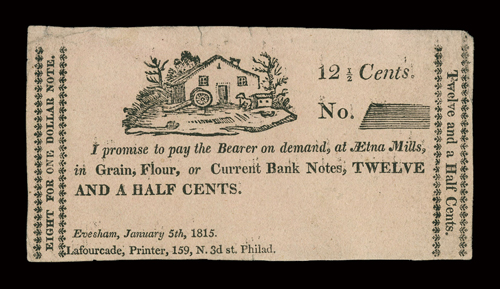 EIGHT FOR ONE DOLLAR NOTE.
12 ½ Cents.
No.
I promise to pay the Bearer on demand, at Ætna Mills,
in Grain, Flour, or Current Bank Notes, TWELVE
AND A HALF CENTS.
Evesham, January 5th, 1815.
Lafourcade, Printer, 159, N. 3d st. Philad.
Twelve and a Half Cents.